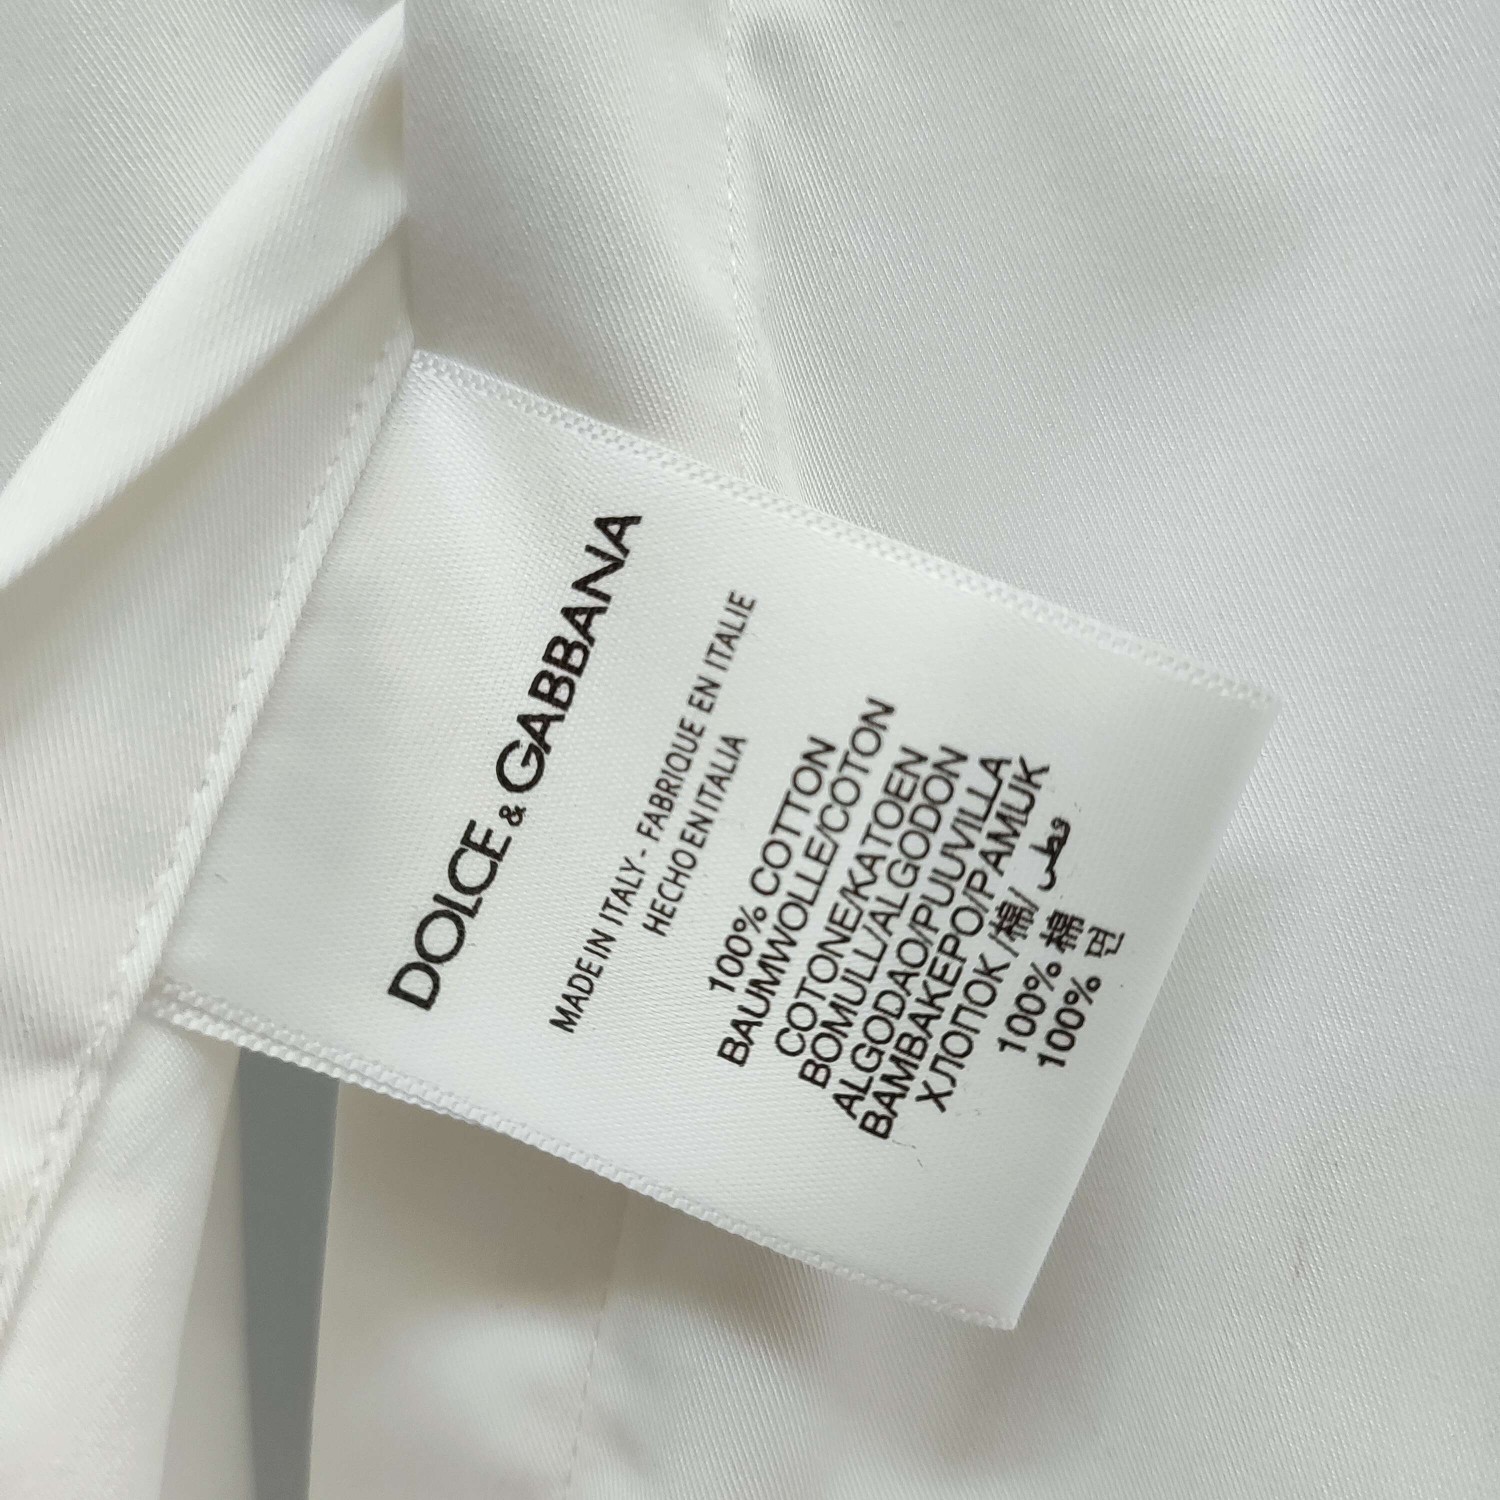 DOLCE & GABBANA
MADE IN ITALY - FABRIQUE EN ITALIE
HECHO EN ITALIA
100% COTTON
BAUMWOLLE/COTON
COTONE/KATOEN
BOMULL/ALGODON
ALGODAO/PUUVILLA
BAMBAKEPO/PAMUK
ХЛОПОК /棉/ قطن
100% 棉
100% 면